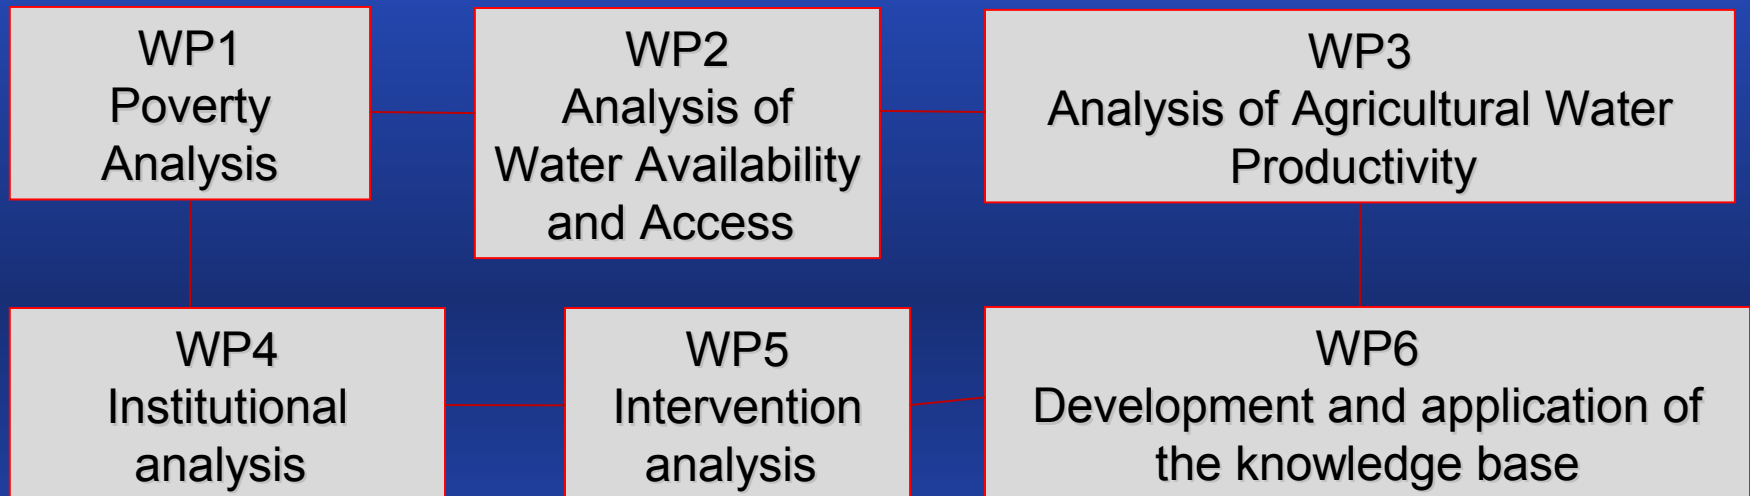 WP1
Poverty
Analysis
WP2
Analysis of
Water Availability
and Access
WP3
Analysis of Agricultural Water
Productivity
WP4
Institutional
analysis
WP5
Intervention
analysis
WP6
Development and application of
the knowledge base